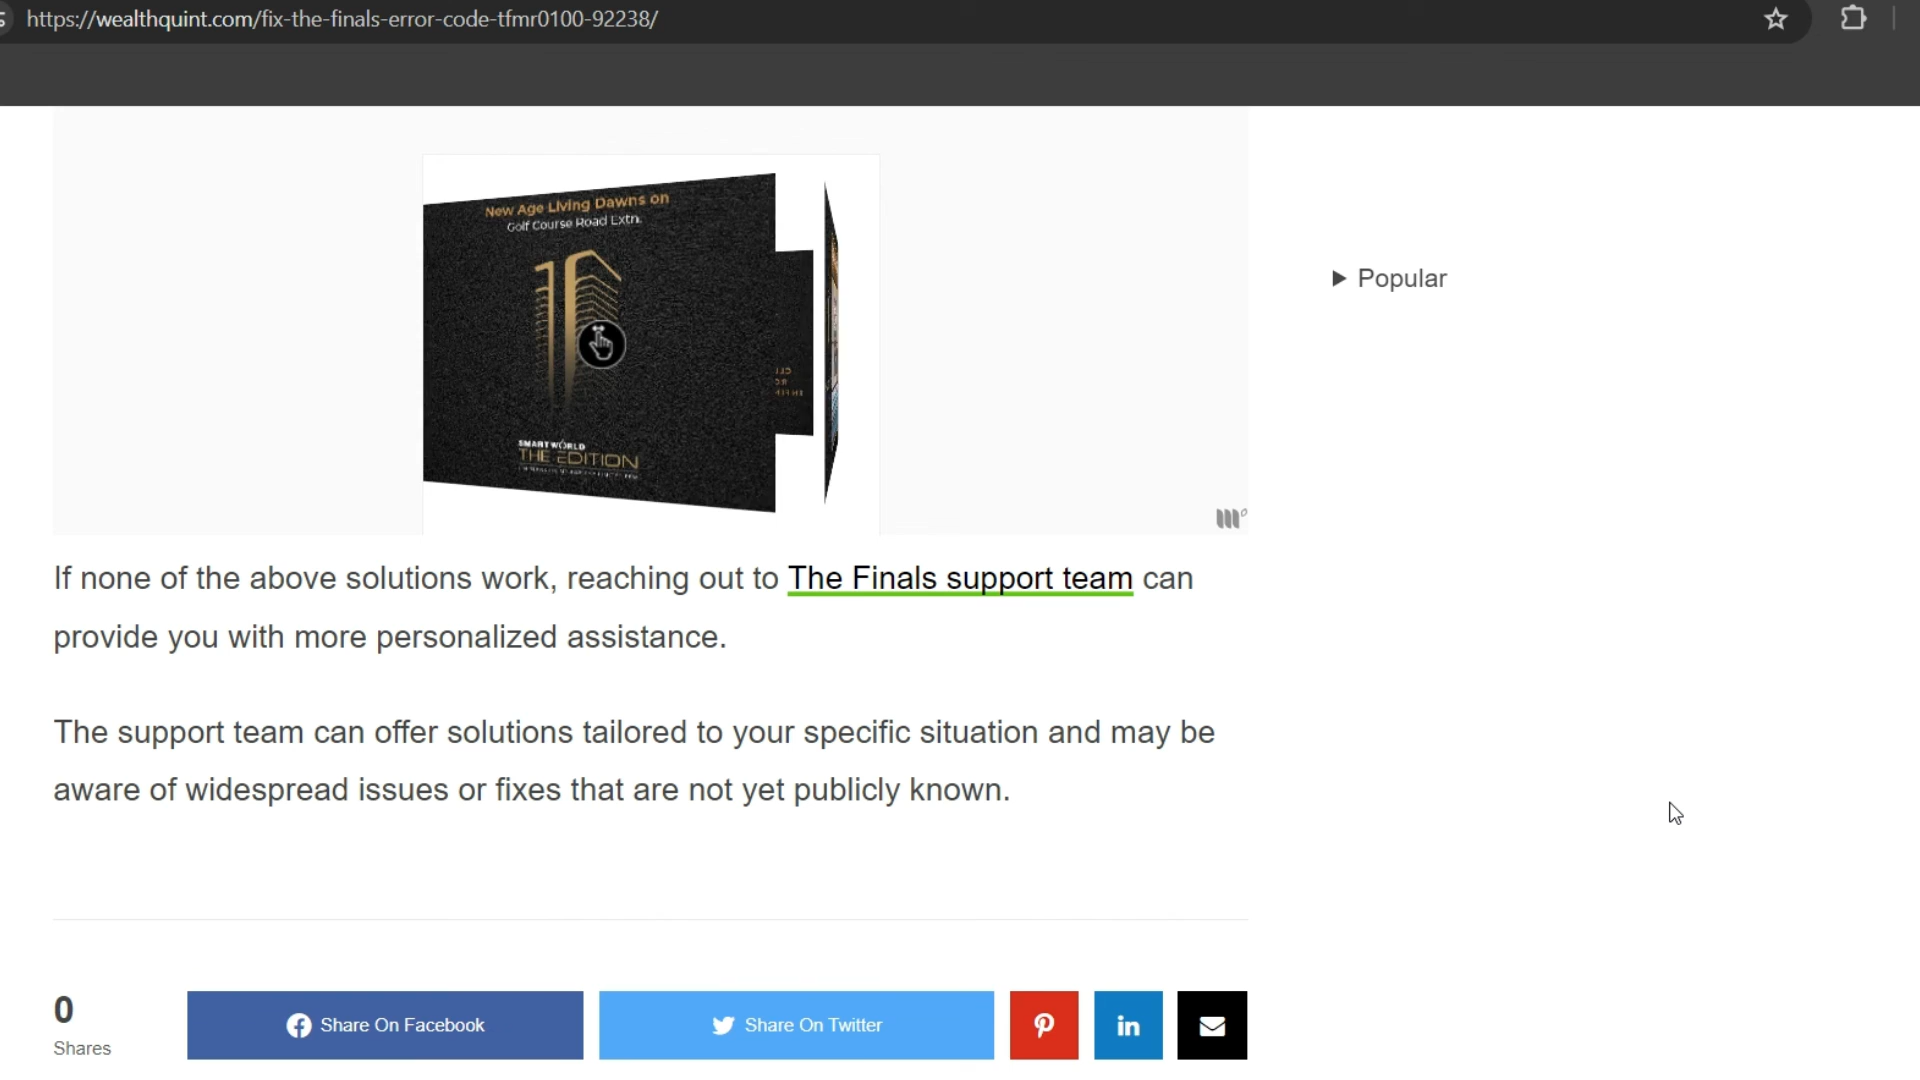 https://wealthquint.com/fix-the-finals-error-code-tfmr0100-92238/
New Age Living Dawns on
Golf Course Road Extn.
SMARTWORLD
THE EDITION
Popular
If none of the above solutions work, reaching out to The Finals support team can
provide you with more personalized assistance.
The support team can offer solutions tailored to your specific situation and may be
aware of widespread issues or fixes that are not yet publicly known.
0
Shares
Share On Facebook
Share On Twitter
in